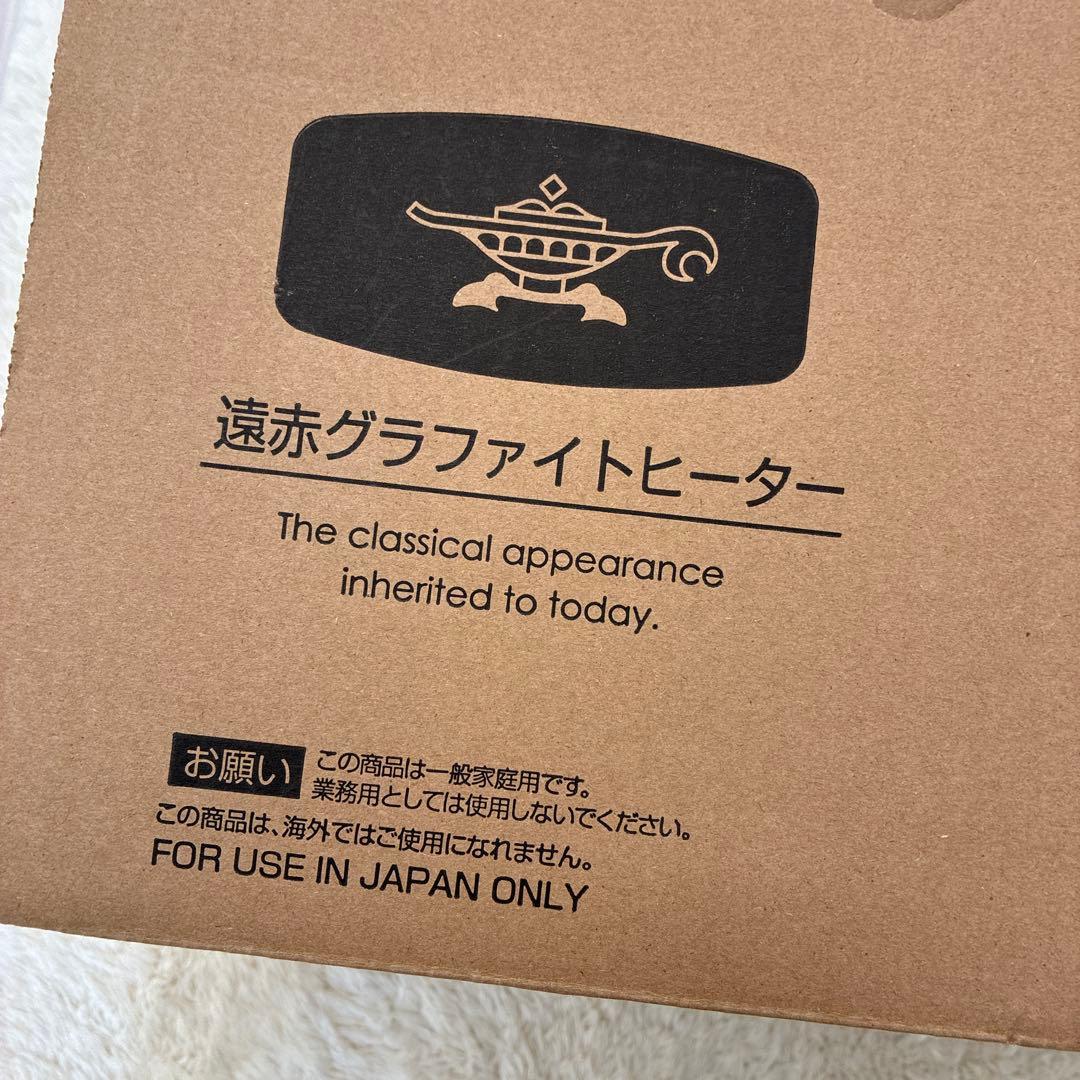 遠赤グラファイトヒーター
The classical appearance
inherited to today.
お願い
この商品は一般家庭用です。
業務用としては使用しないでください。
この商品は、海外ではご使用になれません。
FOR USE IN JAPAN ONLY